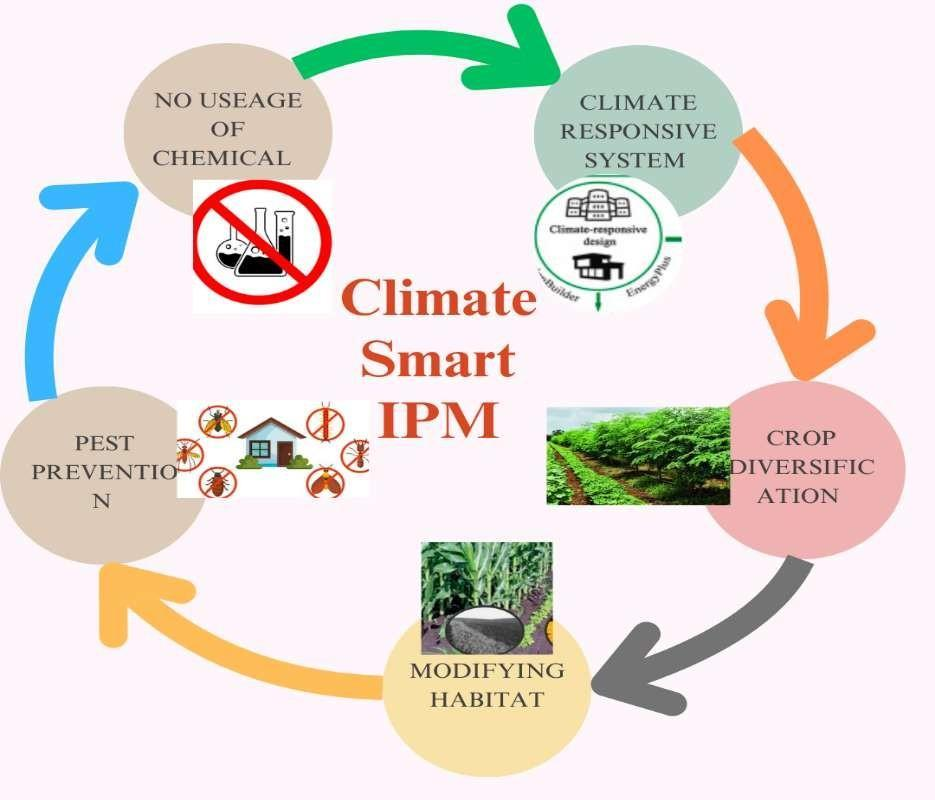 NO USEAGE
OF
CHEMICAL
CLIMATE
RESPONSIVE
SYSTEM
Climate-responsive
design
EnergyPlus
Climate
Smart
IPM
PEST
PREVENTIO
N
CROP
DIVERSIFIC
ATION
MODIFYING
HABITAT